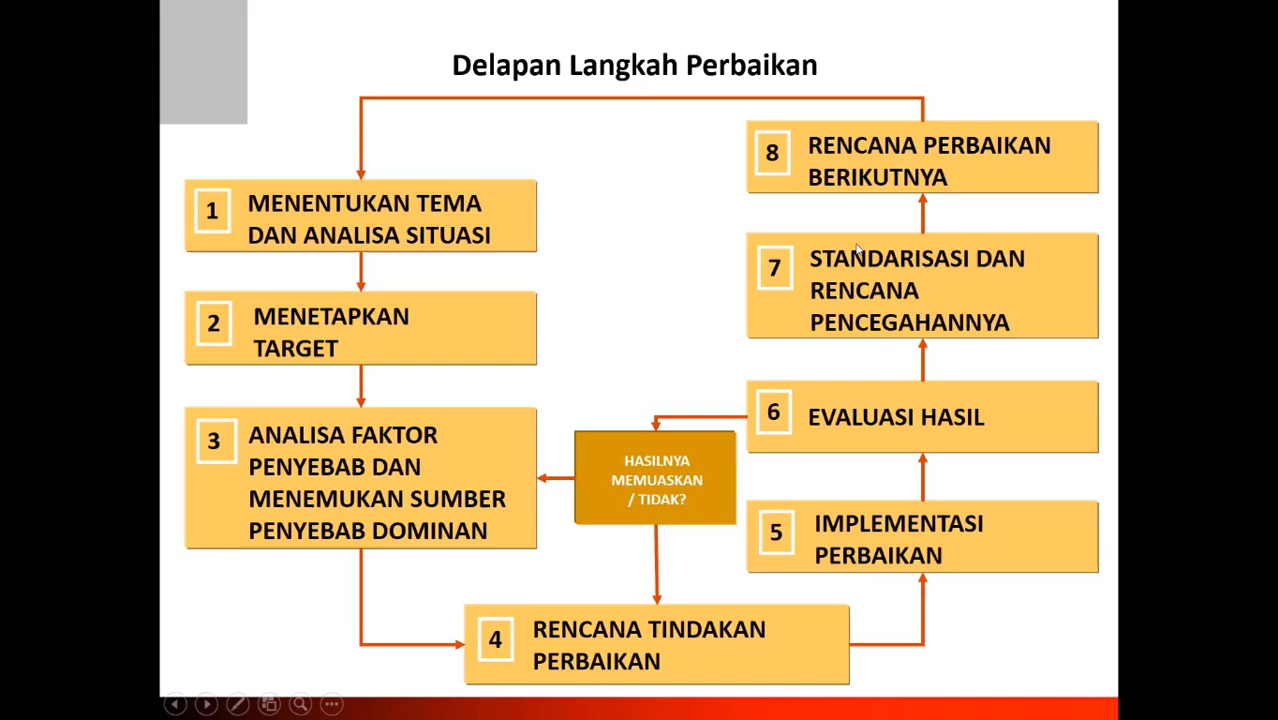 Delapan Langkah Perbaikan
1
MENENTUKAN TEMA
DAN ANALISA SITUASI
2
MENETAPKAN
TARGET
3
ANALISA FAKTOR
PENYEBAB DAN
MENEMUKAN SUMBER
PENYEBAB DOMINAN
4
RENCANA TINDAKAN
PERBAIKAN
5
IMPLEMENTASI
PERBAIKAN
6
EVALUASI HASIL
HASILNYA
MEMUASKAN
/ TIDAK?
7
STANDARISASI DAN
RENCANA
PENCEGAHANNYA
8
RENCANA PERBAIKAN
BERIKUTNYA